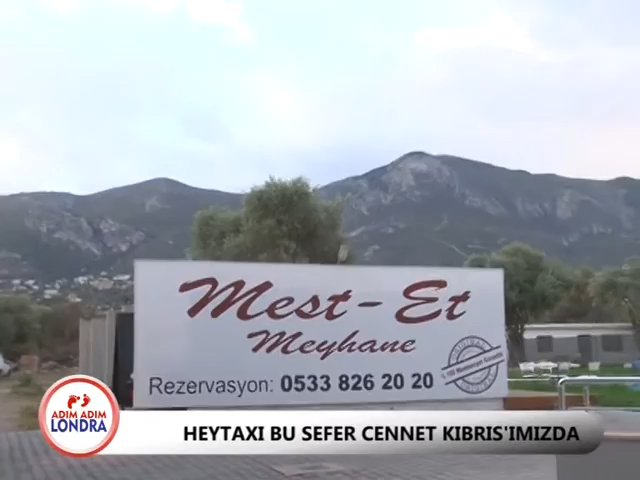 Mest-Et
Meyhane
Rezervasyon: 0533 826 20 20
ADIM ADIM
LONDRA
HEYTAXI BU SEFER CENNET KIBRIS'IMIZDA